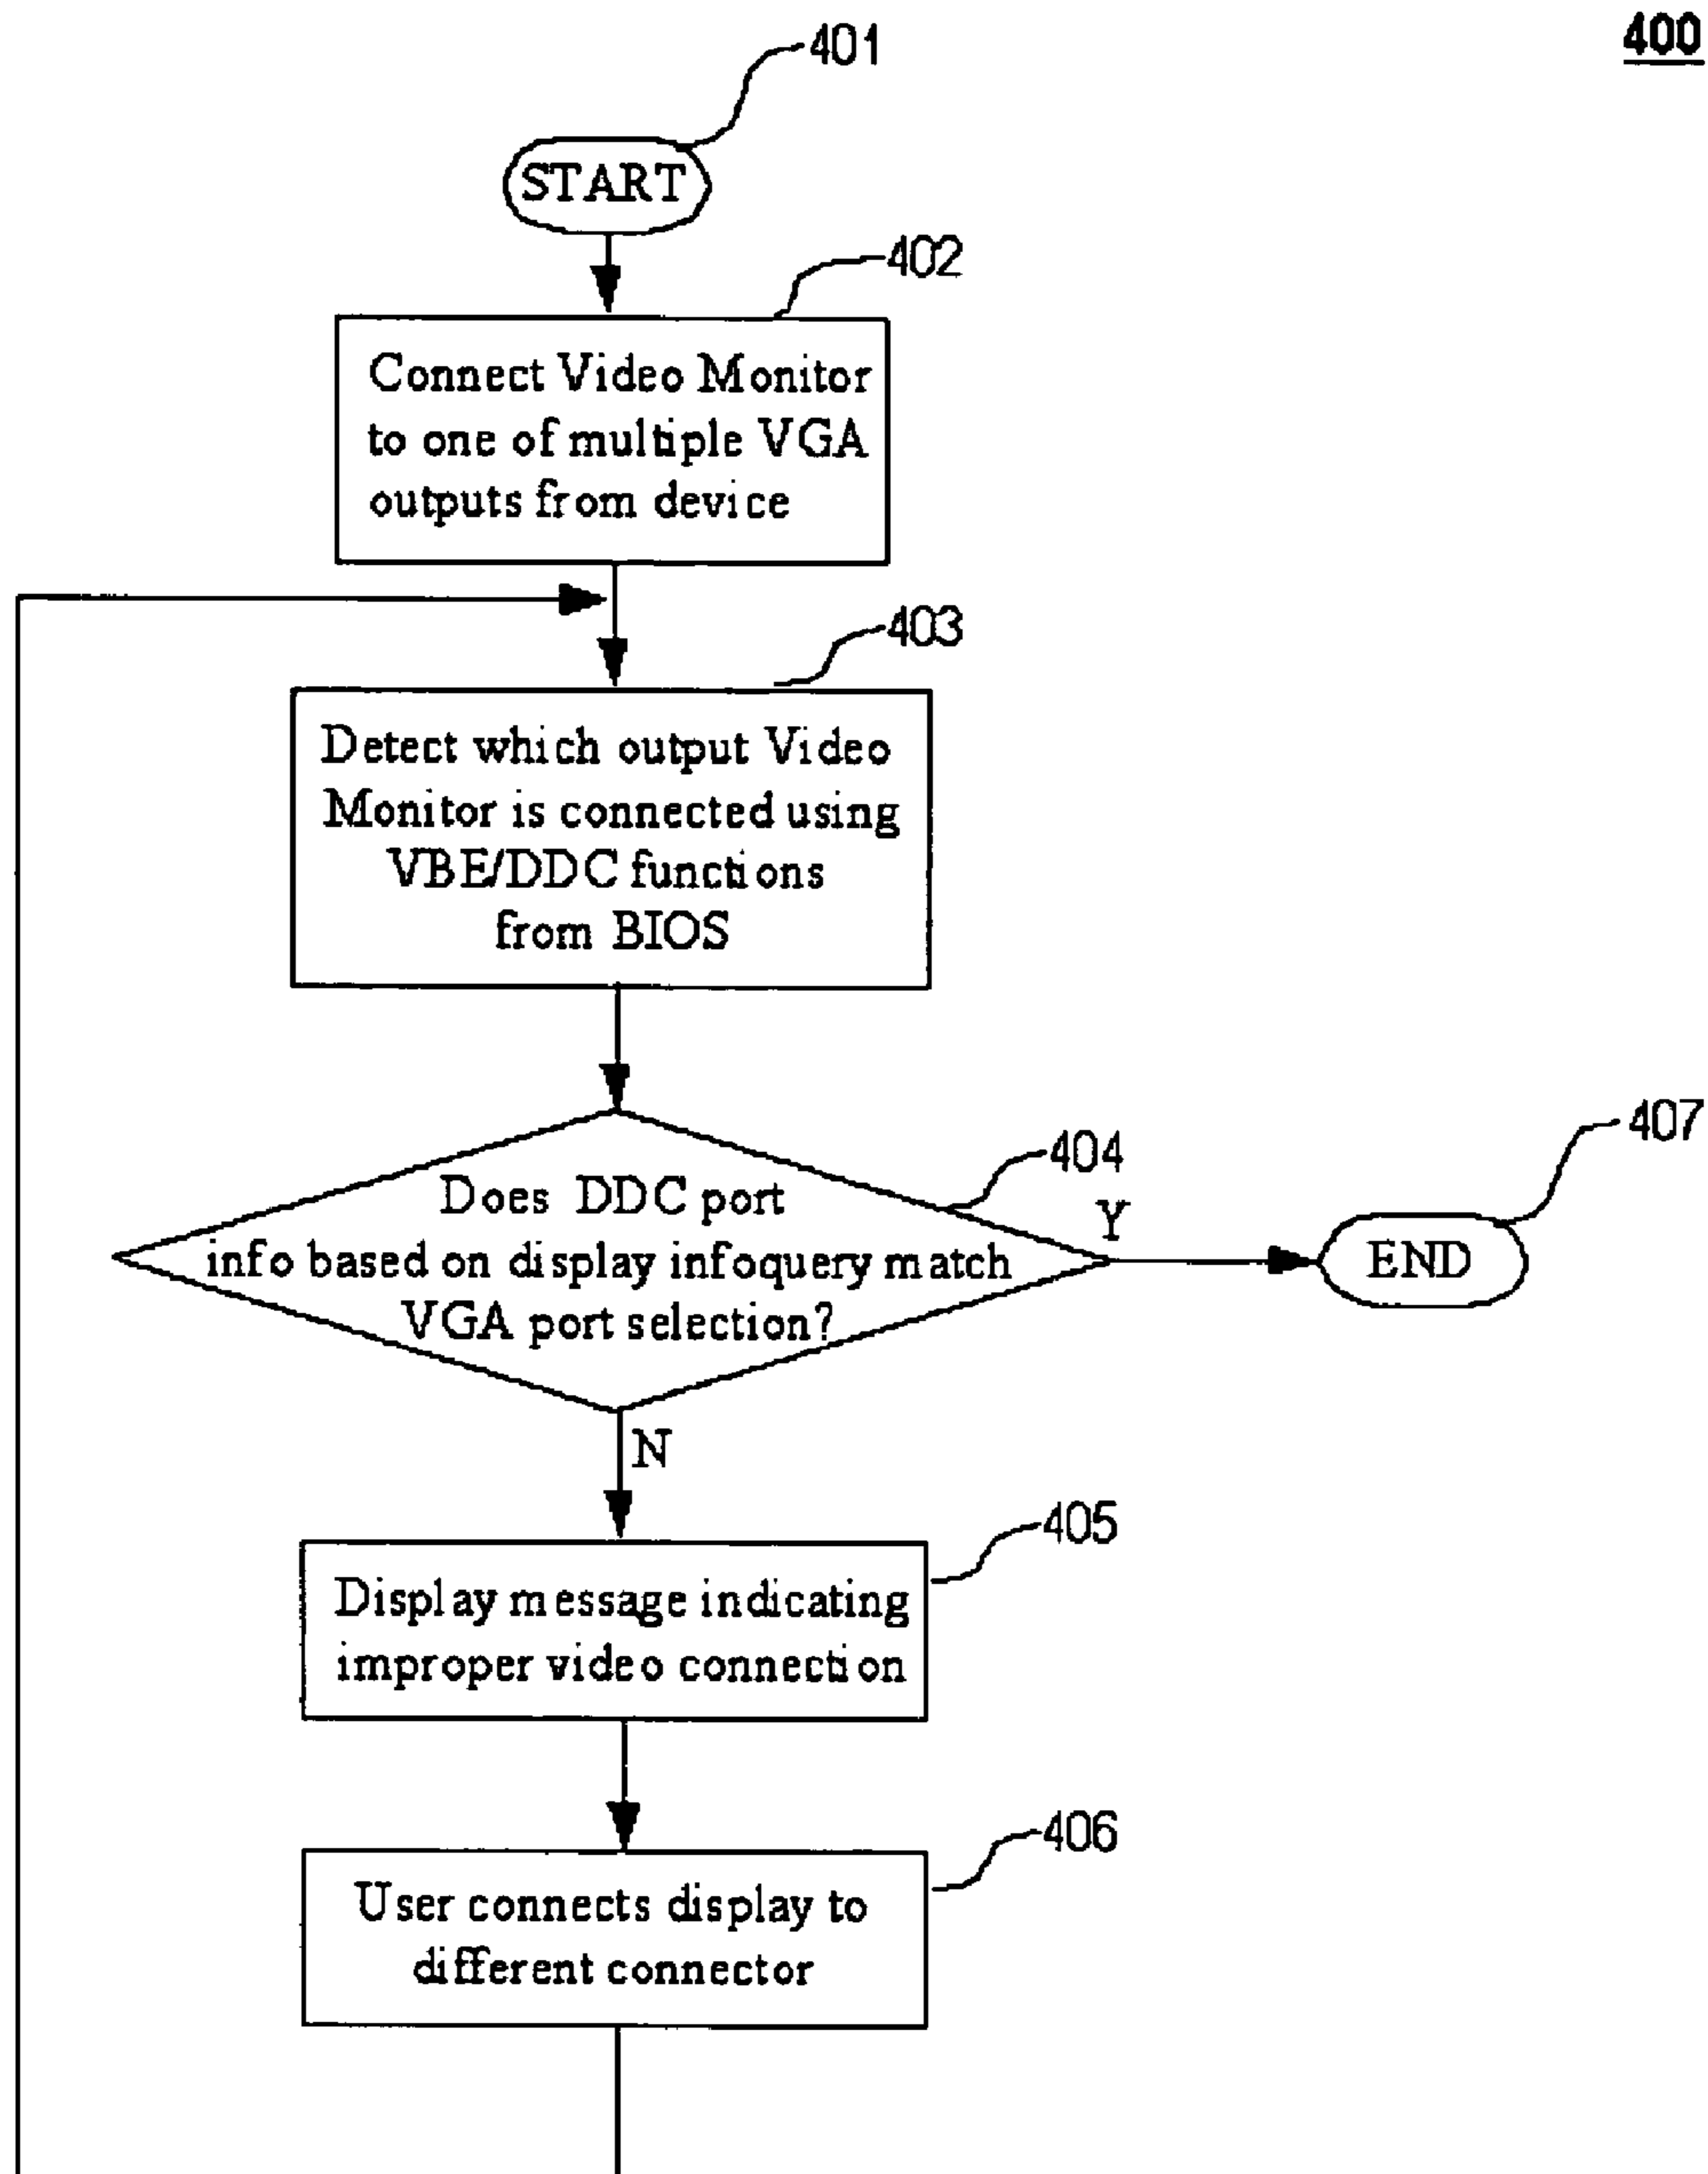 400
401
START
402
Connect Video Monitor
to one of multiple VGA
outputs from device
403
Detect which output Video
Monitor is connected using
VBE/DDC functions
from BIOS
404
Does DDC port
info based on display infoquery match
VGA port selection?
Y
407
END
N
405
Display message indicating
improper video connection
406
User connects display to
different connector